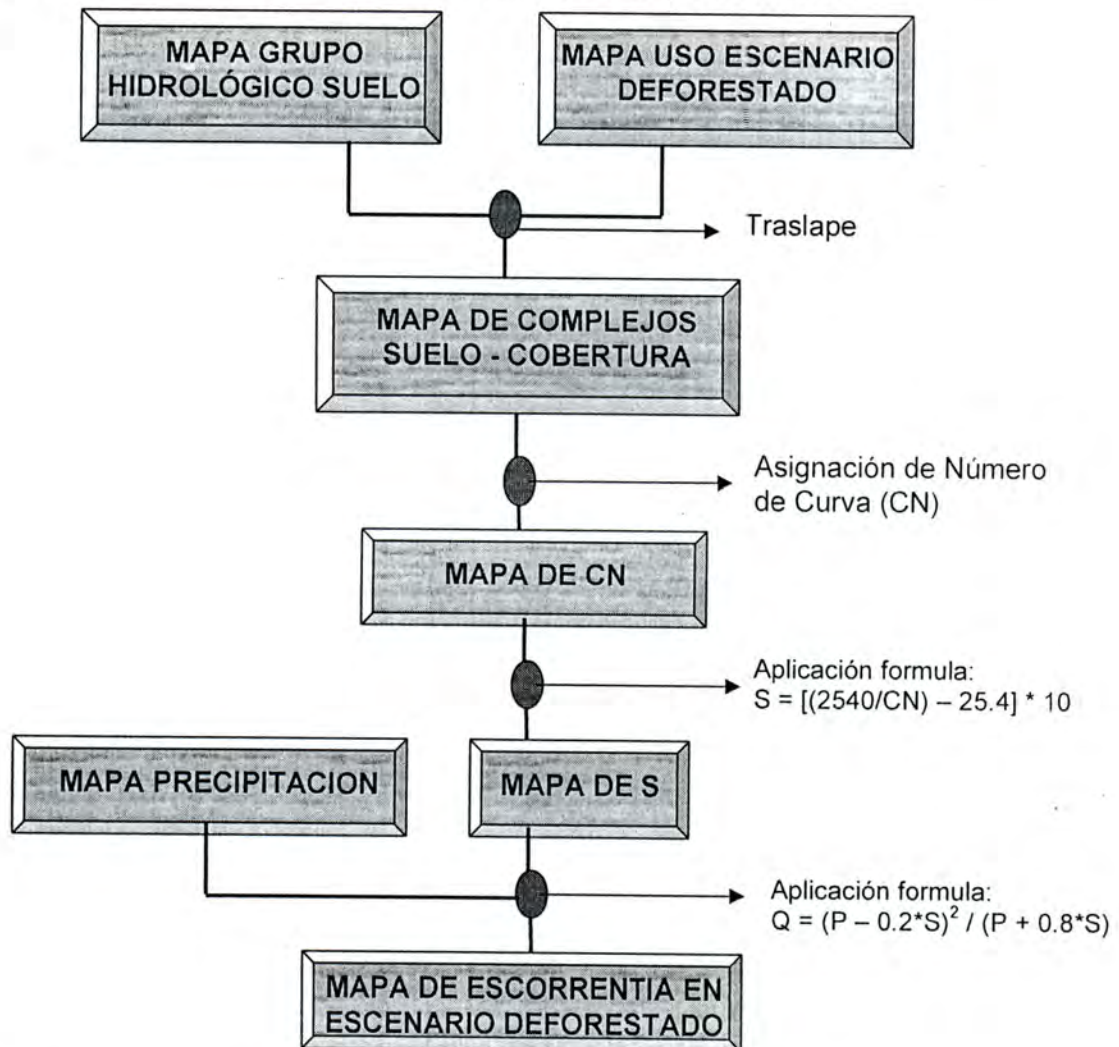 MAPA GRUPO
HIDROLÓGICO SUELO
MAPA USO ESCENARIO
DEFORESTADO
Traslape
MAPA DE COMPLEJOS
SUELO - COBERTURA
Asignación de Número
de Curva (CN)
MAPA DE CN
Aplicación formula:
S = [(2540/CN) – 25.4] * 10
MAPA PRECIPITACION
MAPA DE S
Aplicación formula:
Q = (P – 0.2*S)² / (P + 0.8*S)
MAPA DE ESCORRENTIA EN
ESCENARIO DEFORESTADO